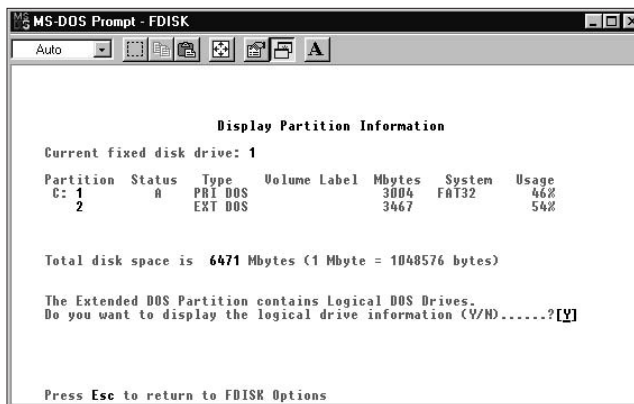 MS-DOS Prompt - FDISK
Auto
A
Display Partition Information
Current fixed disk drive: 1
Partition Status Type Volume Label Mbytes System Usage
C: 1 A PRI DOS 3004 FAT32 46%
2 EXT DOS 3467 54%
Total disk space is 6471 Mbytes (1 Mbyte = 1048576 bytes)
The Extended DOS Partition contains Logical DOS Drives.
Do you want to display the logical drive information (Y/N)......?[Y]
Press Esc to return to FDISK Options